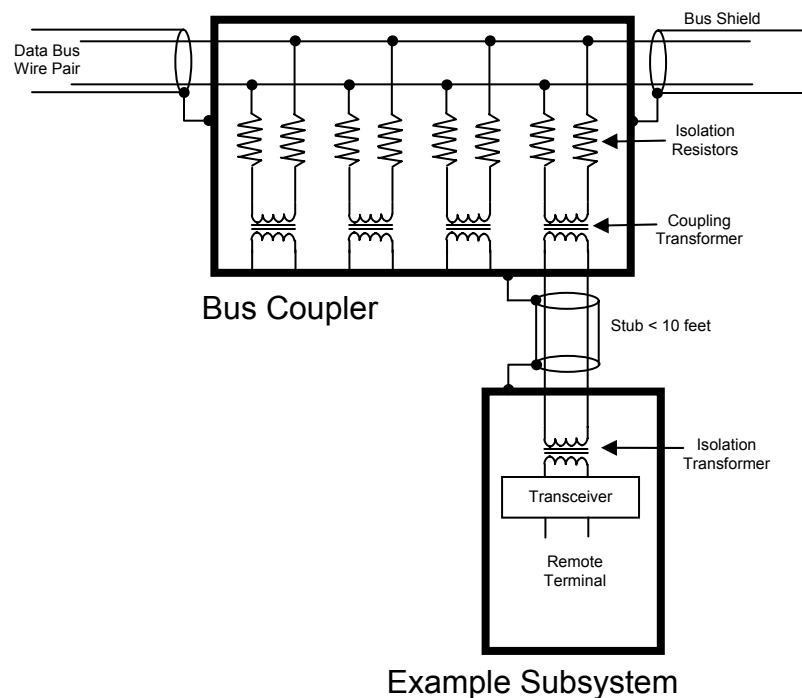 Bus Shield
Data Bus
Wire Pair
Isolation
Resistors
Coupling
Transformer
Bus Coupler
Stub < 10 feet
Isolation
Transformer
Transceiver
Remote
Terminal
Example Subsystem